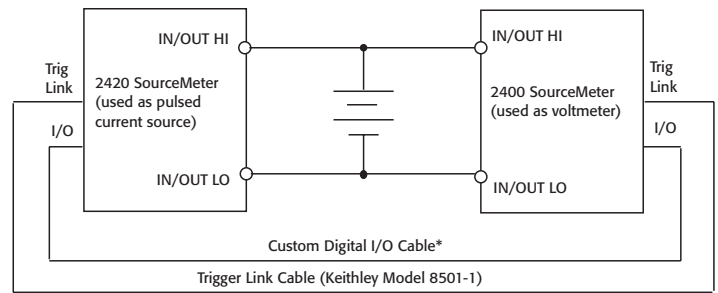 IN/OUT HI
IN/OUT HI
Trig
Link
2420 SourceMeter
(used as pulsed
current source)
I/O
2400 SourceMeter
(used as voltmeter)
Trig
Link
I/O
IN/OUT LO
IN/OUT LO
Custom Digital I/O Cable*
Trigger Link Cable (Keithley Model 8501-1)